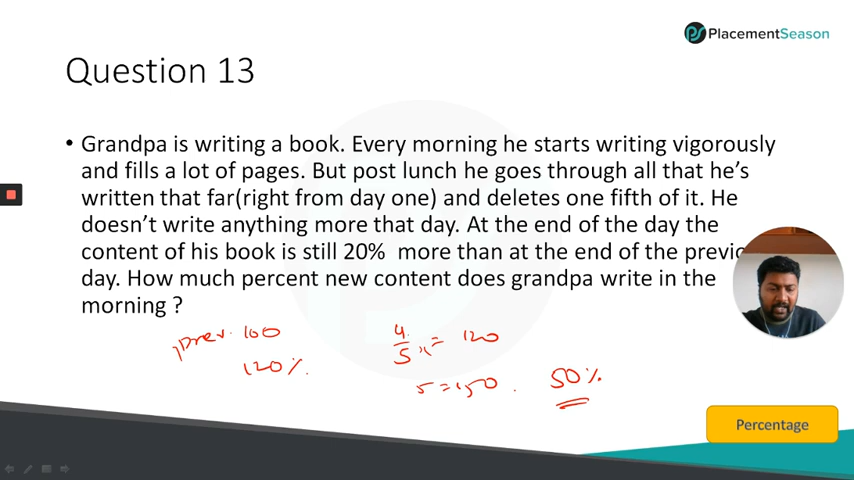 PlacementSeason
Question 13
• Grandpa is writing a book. Every morning he starts writing vigorously
and fills a lot of pages. But post lunch he goes through all that he’s
written that far(right from day one) and deletes one fifth of it. He
doesn’t write anything more that day. At the end of the day the
content of his book is still 20% more than at the end of the previo
day. How much percent new content does grandpa write in the
morning ?
prev. 100
120%
4/5 x = 120
5 = 150
50%
Percentage